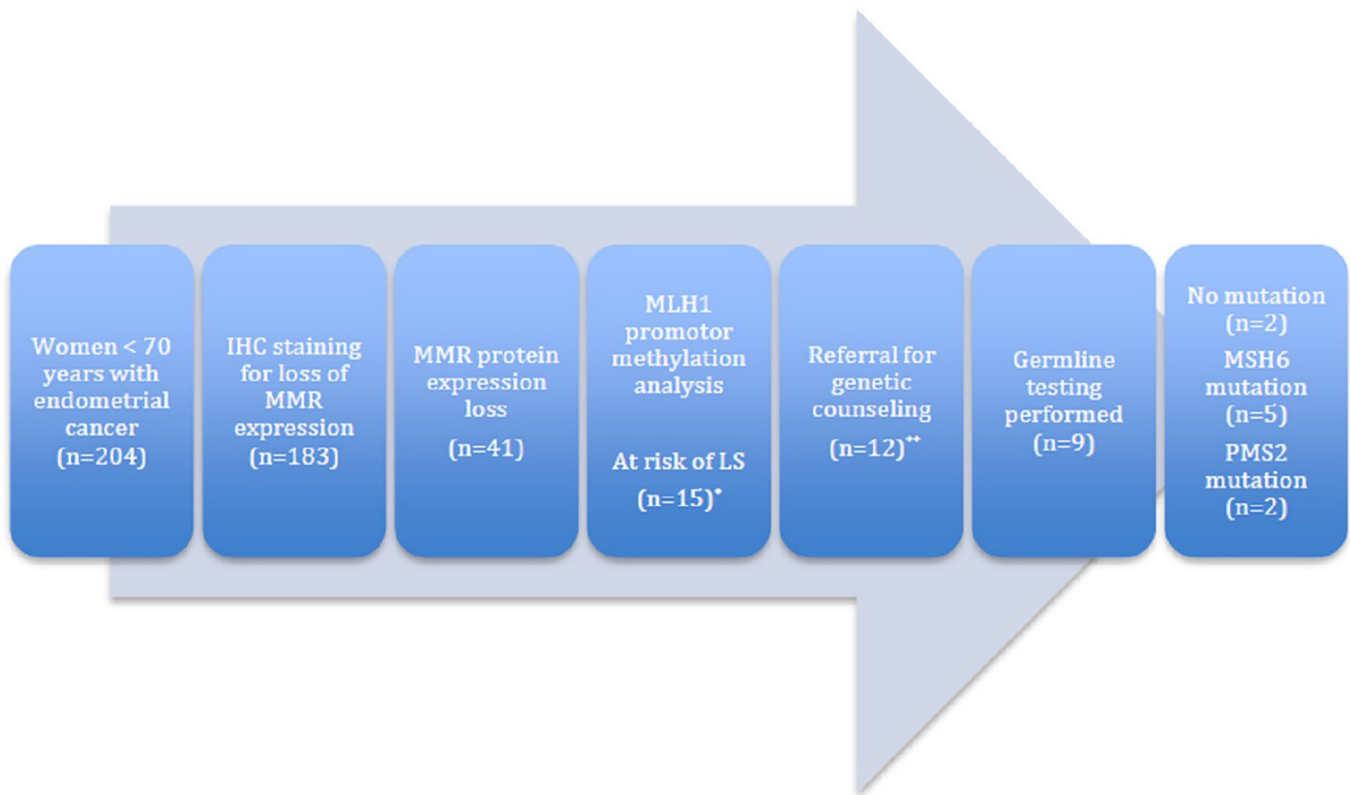 Women < 70
years with
endometrial
cancer
(n=204)
IHC staining
for loss of
MMR
expression
(n=183)
MMR protein
expression
loss
(n=41)
MLH1
promotor
methylation
analysis
At risk of LS
(n=15)*
Referral for
genetic
counseling
(n=12)**
Germline
testing
performed
(n=9)
No mutation
(n=2)
MSH6
mutation
(n=5)
PMS2
mutation
(n=2)